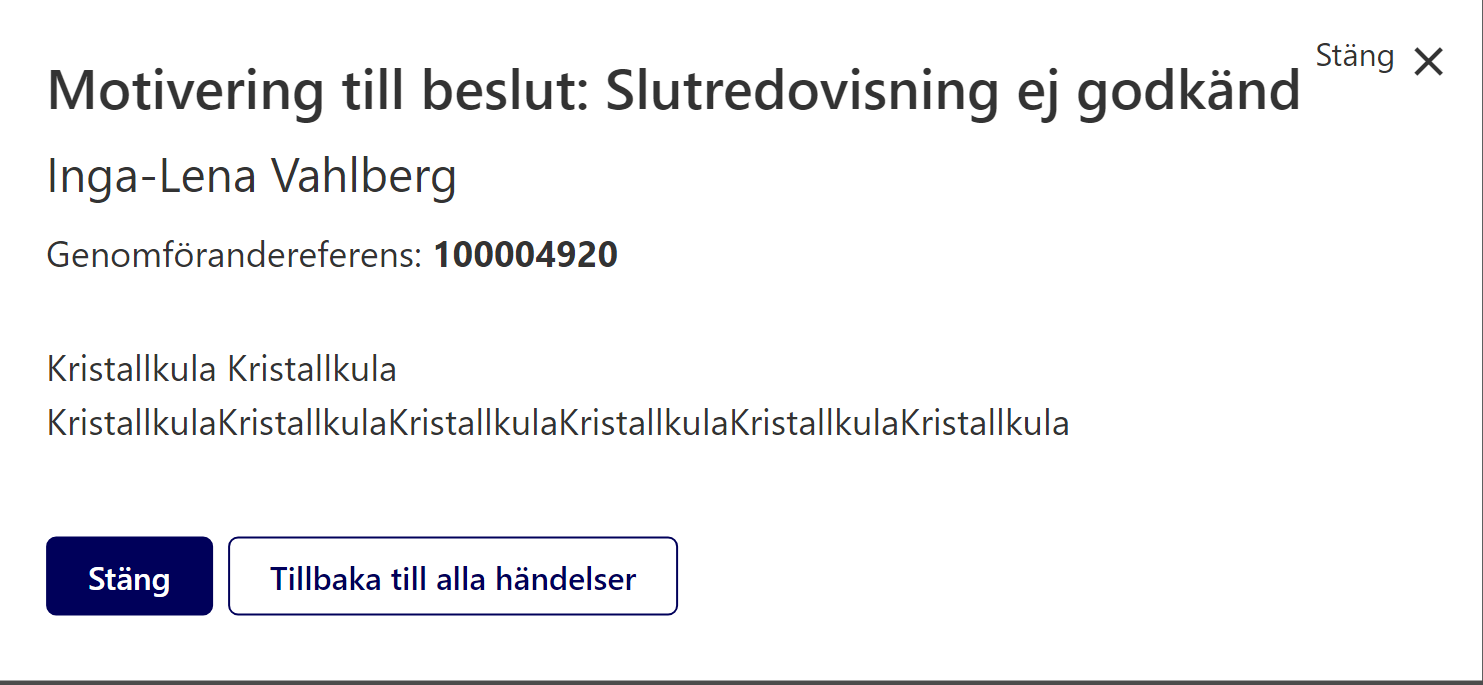 Stäng
Motivering till beslut: Slutredovisning ej godkänd
Inga-Lena Vahlberg
Genomförandereferens: 100004920
Kristallkula Kristallkula
KristallkulaKristallkulaKristallkulaKristallkulaKristallkulaKristallkula
Stäng
Tillbaka till alla händelser